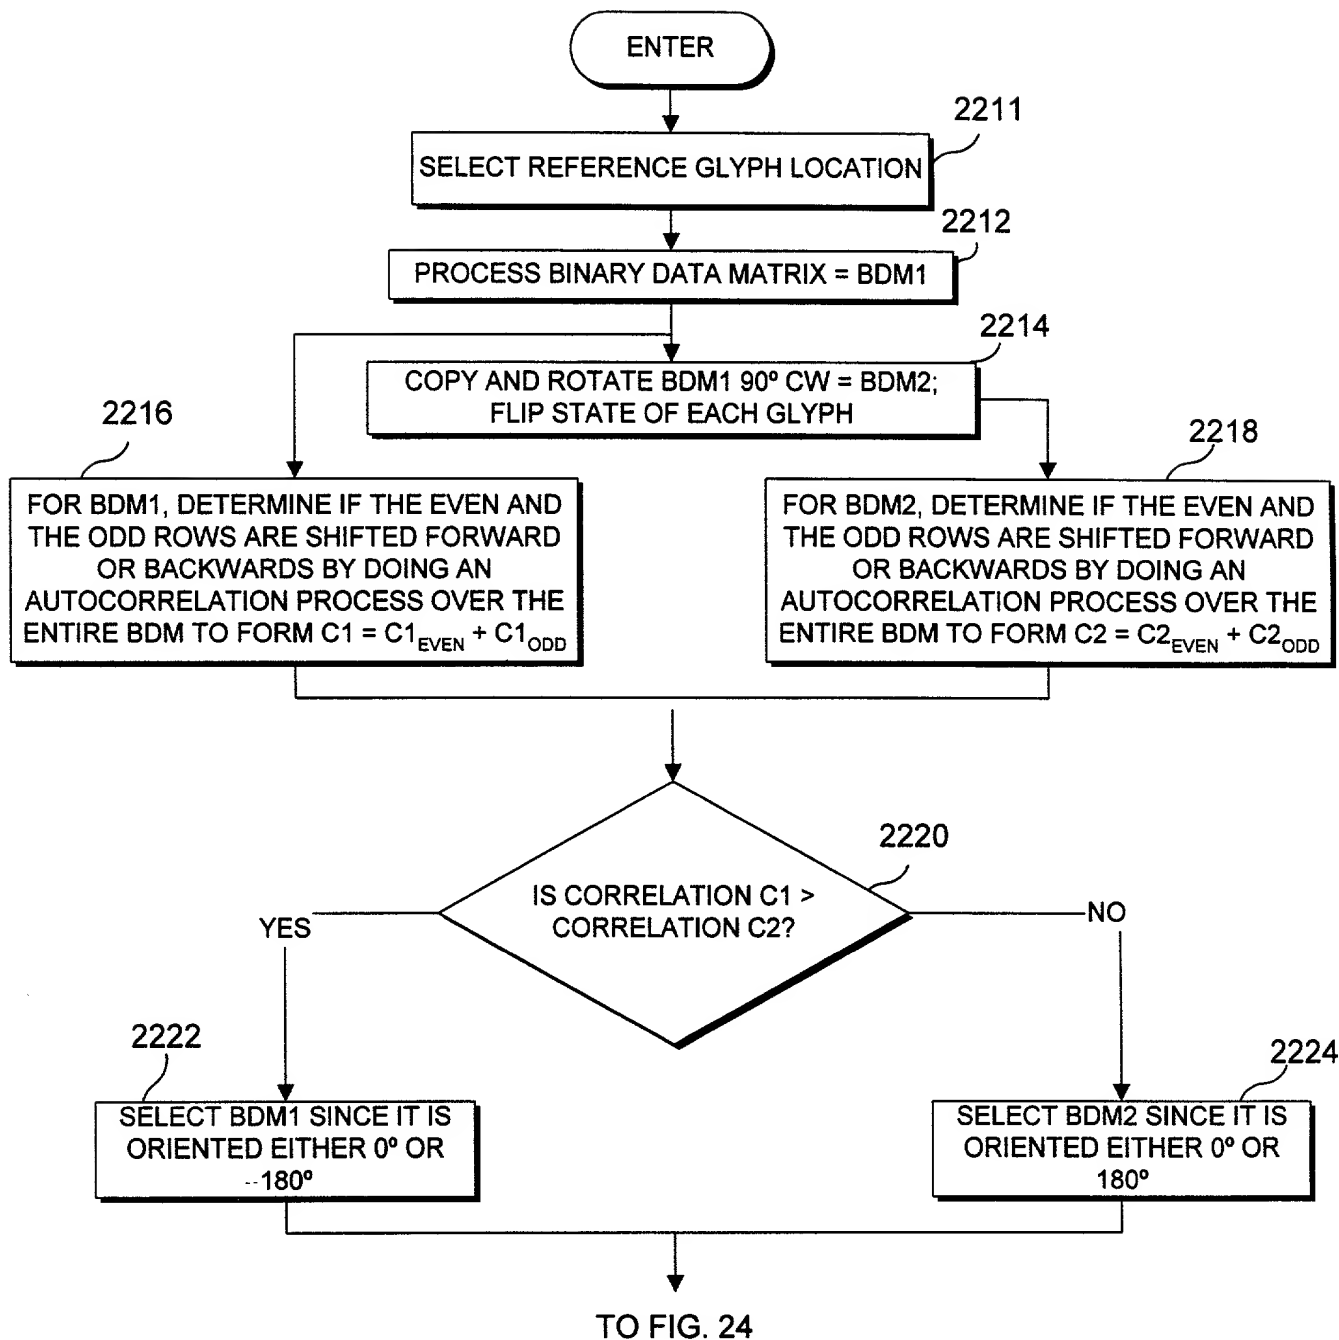 ENTER
2211
SELECT REFERENCE GLYPH LOCATION
2212
PROCESS BINARY DATA MATRIX = BDM1
2214
COPY AND ROTATE BDM1 90º CW = BDM2;
FLIP STATE OF EACH GLYPH
2216
FOR BDM1, DETERMINE IF THE EVEN AND
THE ODD ROWS ARE SHIFTED FORWARD
OR BACKWARDS BY DOING AN
AUTOCORRELATION PROCESS OVER THE
ENTIRE BDM TO FORM C1 = C1EVEN + C1ODD
2218
FOR BDM2, DETERMINE IF THE EVEN AND
THE ODD ROWS ARE SHIFTED FORWARD
OR BACKWARDS BY DOING AN
AUTOCORRELATION PROCESS OVER THE
ENTIRE BDM TO FORM C2 = C2EVEN + C2ODD
2220
IS CORRELATION C1 >
CORRELATION C2?
YES
NO
2222
SELECT BDM1 SINCE IT IS
ORIENTED EITHER 0º OR
--180º
2224
SELECT BDM2 SINCE IT IS
ORIENTED EITHER 0º OR
180º
TO FIG. 24